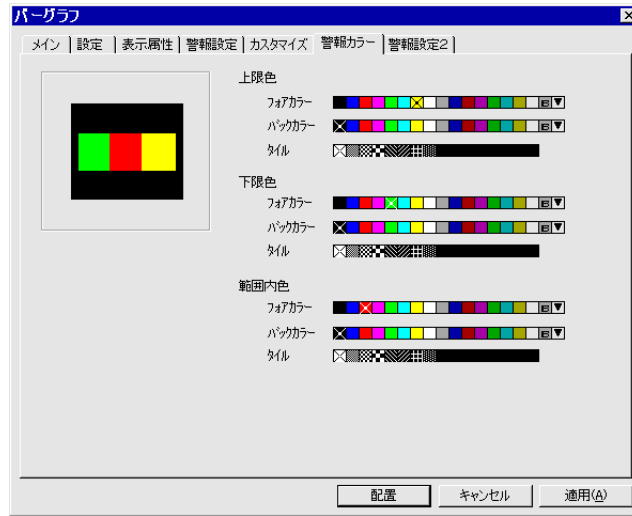 バーグラフ
メイン 設定 表示属性 警報設定 カスタマイズ 警報カラー 警報設定2
上限色
フォアカラー B
バックカラー B
タイル
下限色
フォアカラー B
バックカラー B
タイル
範囲内色
フォアカラー B
バックカラー B
タイル
配置 キャンセル 適用(A)